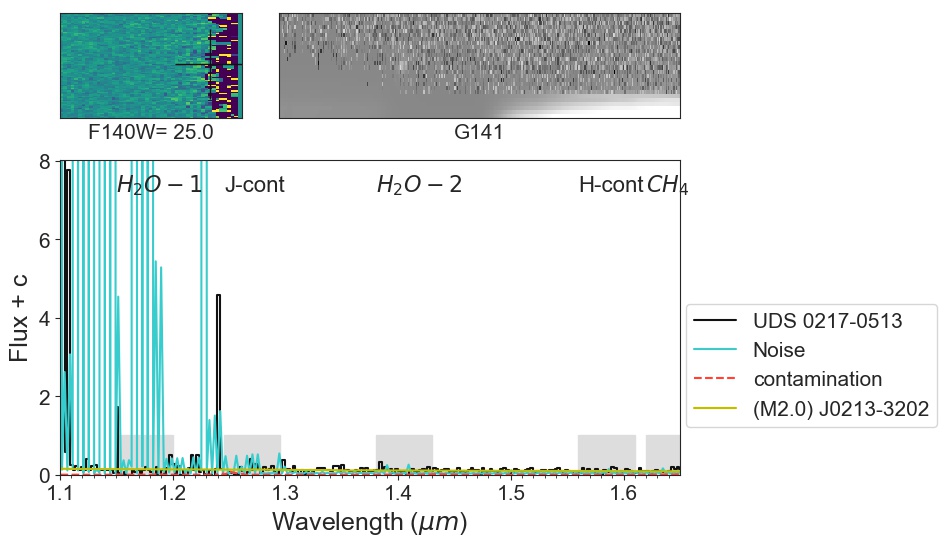 F140W= 25.0
G141
H₂O − 1
J-cont
H₂O − 2
H-cont
CH₄
8
6
4
2
0
Flux + c
1.1
1.2
1.3
1.4
1.5
1.6
Wavelength (μm)
UDS 0217-0513
Noise
contamination
(M2.0) J0213-3202